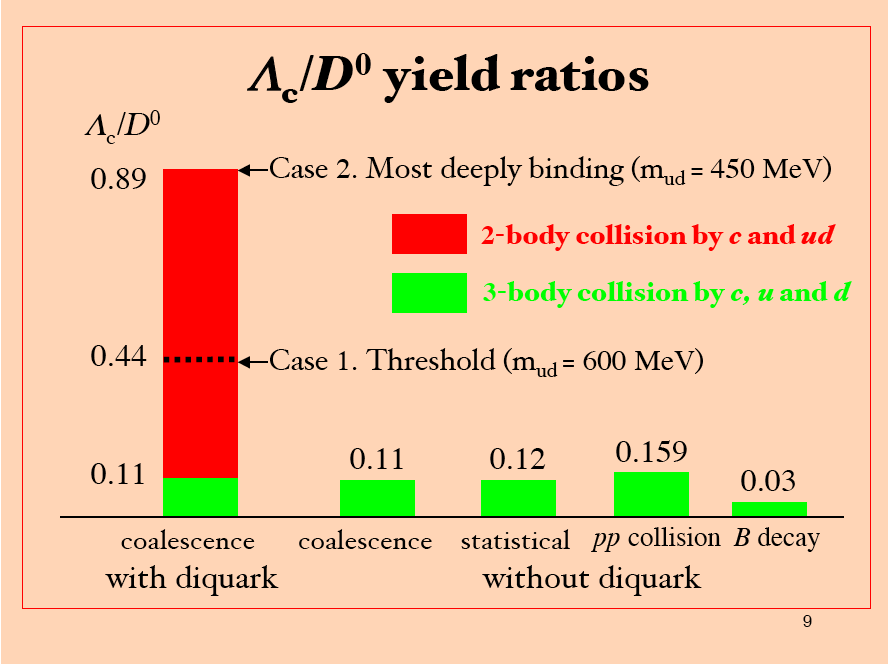 Λc/D⁰ yield ratios
Λc/D⁰
0.89
Case 2. Most deeply binding (mud = 450 MeV)
2-body collision by c and ud
3-body collision by c, u and d
0.44
Case 1. Threshold (mud = 600 MeV)
0.11
0.11
0.12
0.159
0.03
coalescence
coalescence
statistical
pp collision
B decay
with diquark
without diquark
9